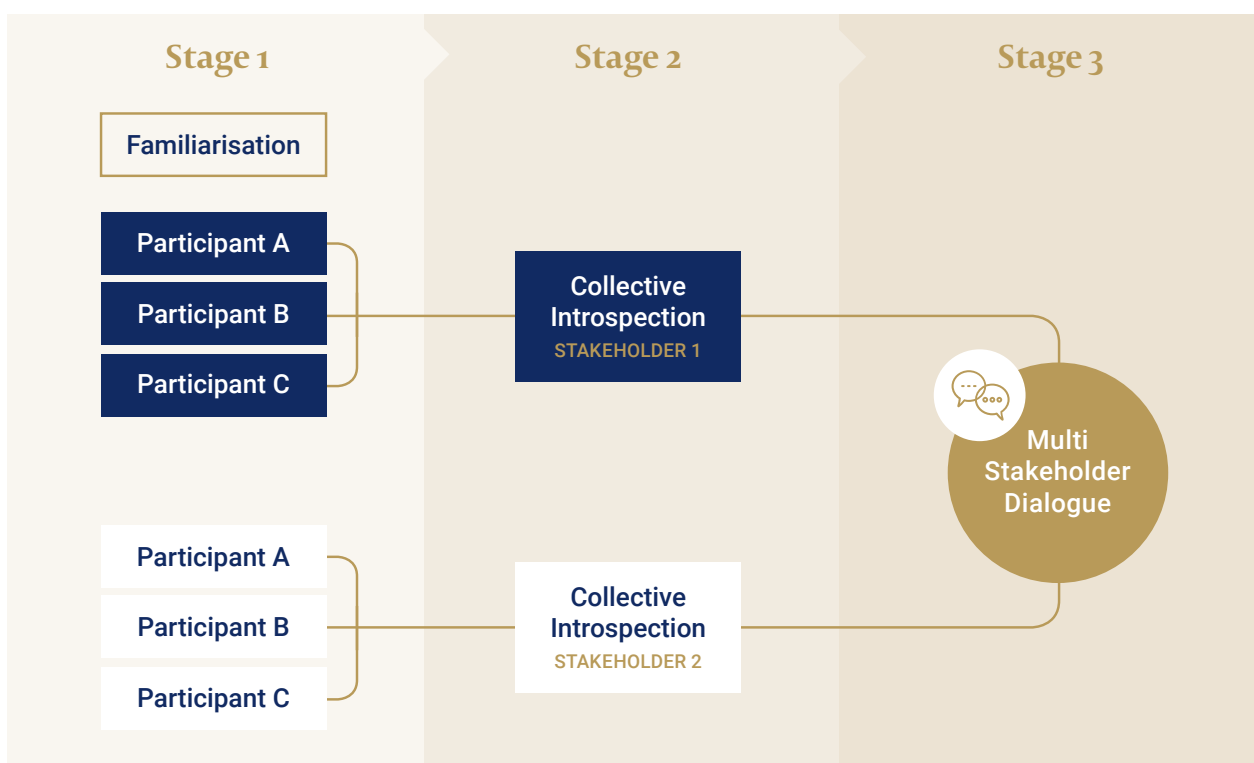 Stage 1
Stage 2
Stage 3
Familiarisation
Participant A
Participant B
Participant C
Collective
Introspection
STAKEHOLDER 1
Multi
Stakeholder
Dialogue
Participant A
Participant B
Participant C
Collective
Introspection
STAKEHOLDER 2